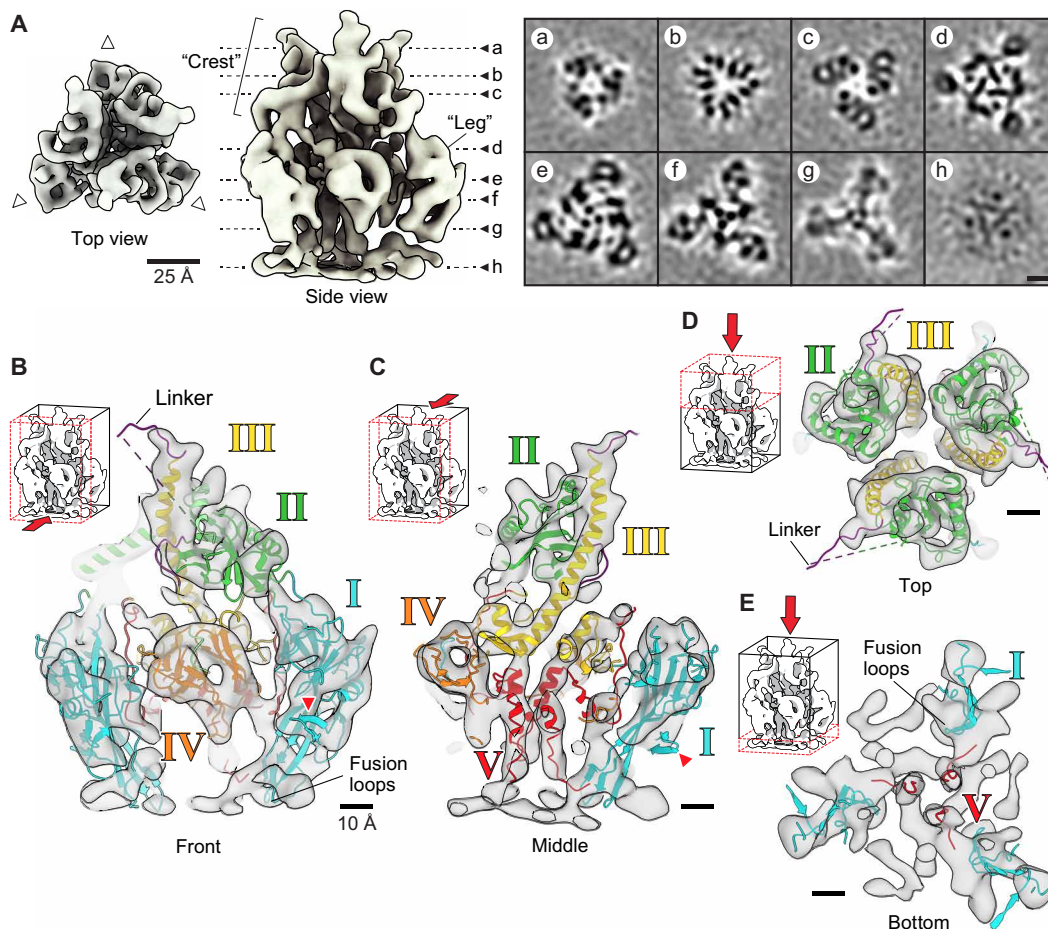 A
"Crest"
"Leg"
a
b
c
d
e
f
g
h
Top view
25 Å
Side view
a
b
c
d
e
f
g
h
B
Linker
III
II
I
IV
Fusion
loops
10 Å
Front
C
II
III
IV
I
V
Middle
D
III
II
Linker
Top
E
Fusion
loops
I
V
Bottom